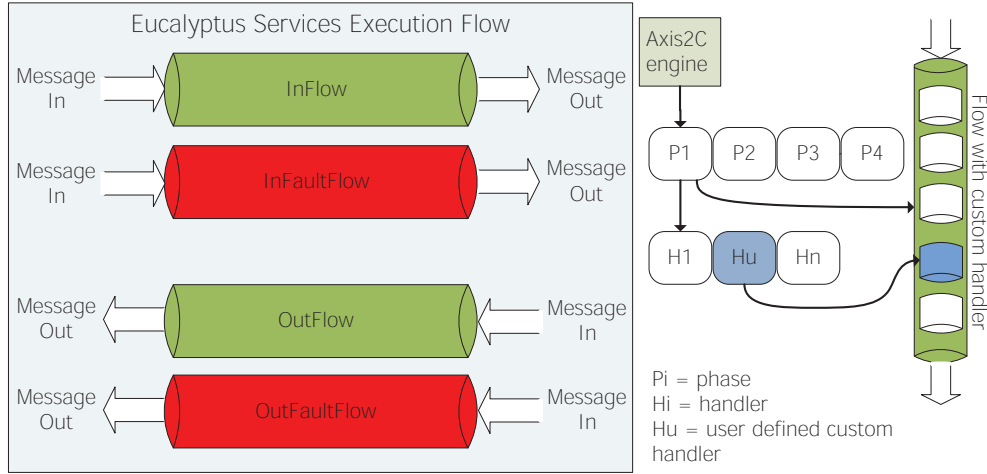 Eucalyptus Services Execution Flow
Message
In
InFlow
Message
Out
Message
In
InFaultFlow
Message
Out
Message
Out
OutFlow
Message
In
Message
Out
OutFaultFlow
Message
In
Axis2C
engine
P1
P2
P3
P4
H1
Hu
Hn
Flow with custom
handler
Pi = phase
Hi = handler
Hu = user defined custom
handler